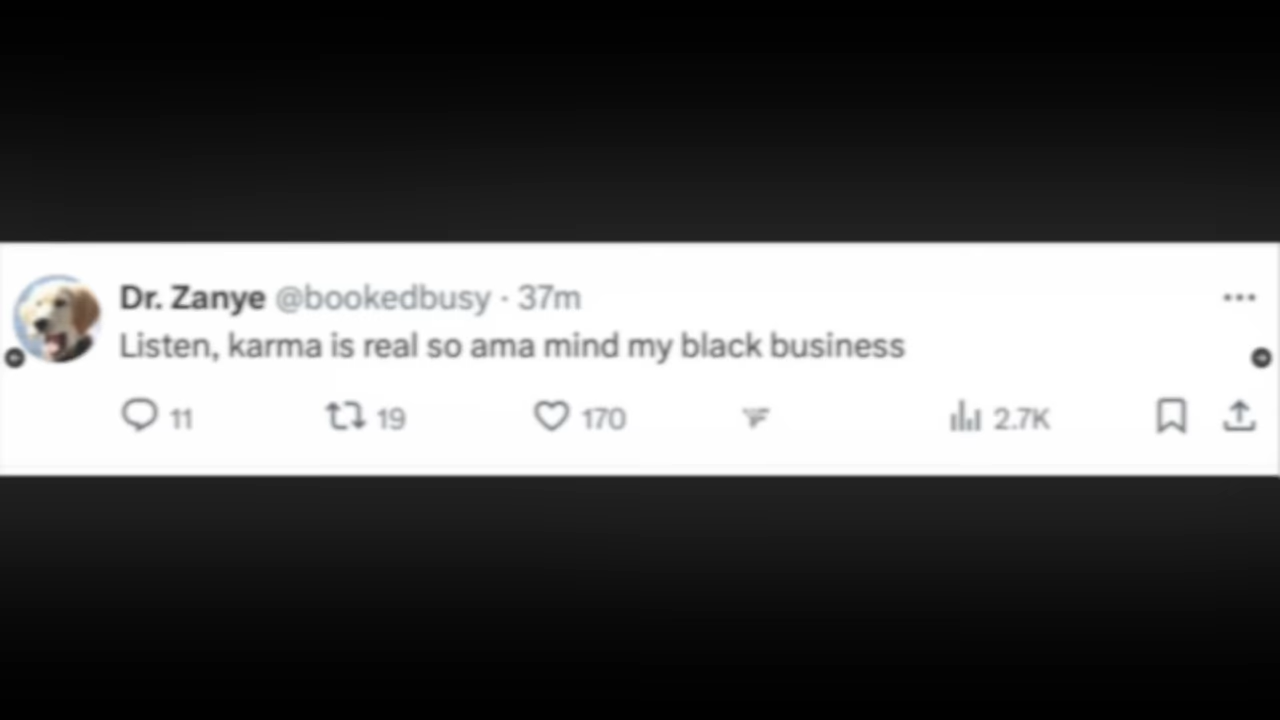 Dr. Zanye @bookedbusy · 37m
Listen, karma is real so ama mind my black business
11 19 170 2.7K